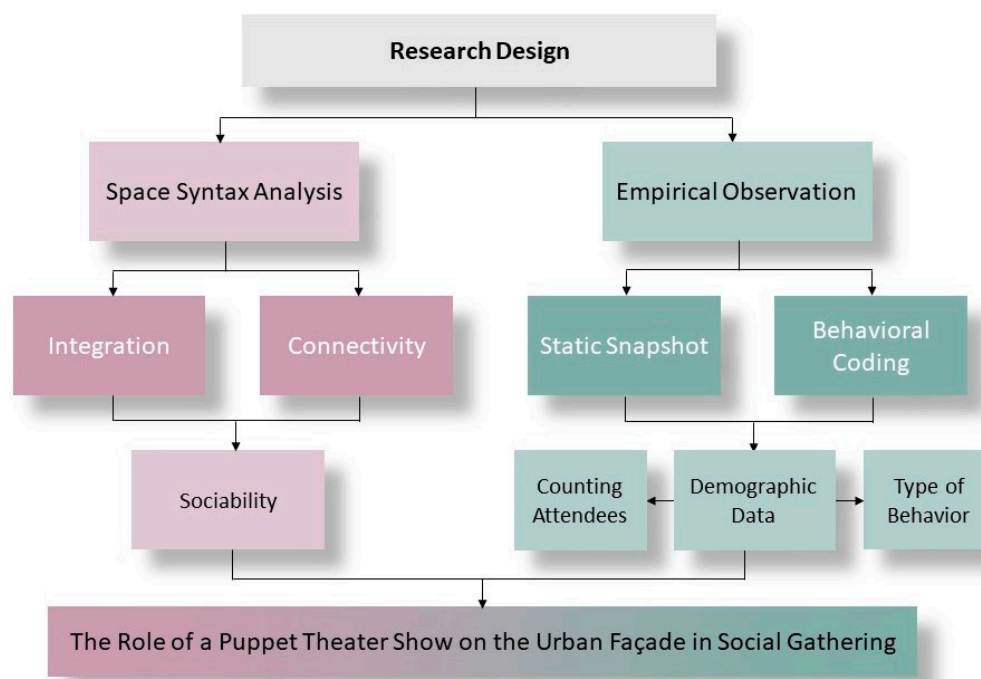 Research Design
Space Syntax Analysis
Empirical Observation
Integration
Connectivity
Static Snapshot
Behavioral
Coding
Sociability
Counting
Attendees
Demographic
Data
Type of
Behavior
The Role of a Puppet Theater Show on the Urban Façade in Social Gathering